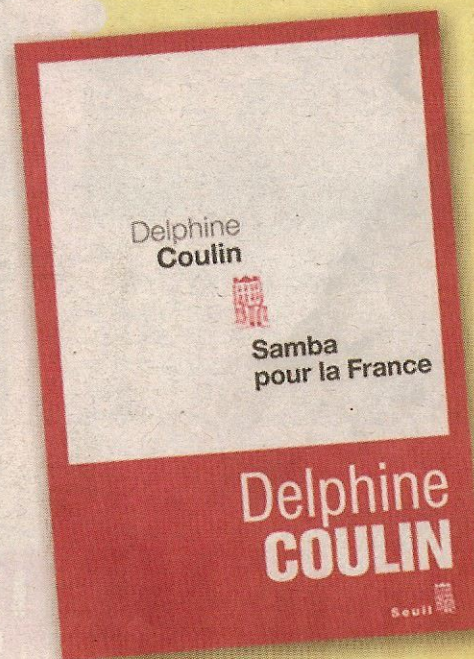 Delphine
Coulin
Samba
pour la France
Delphine
COULIN
Seuil